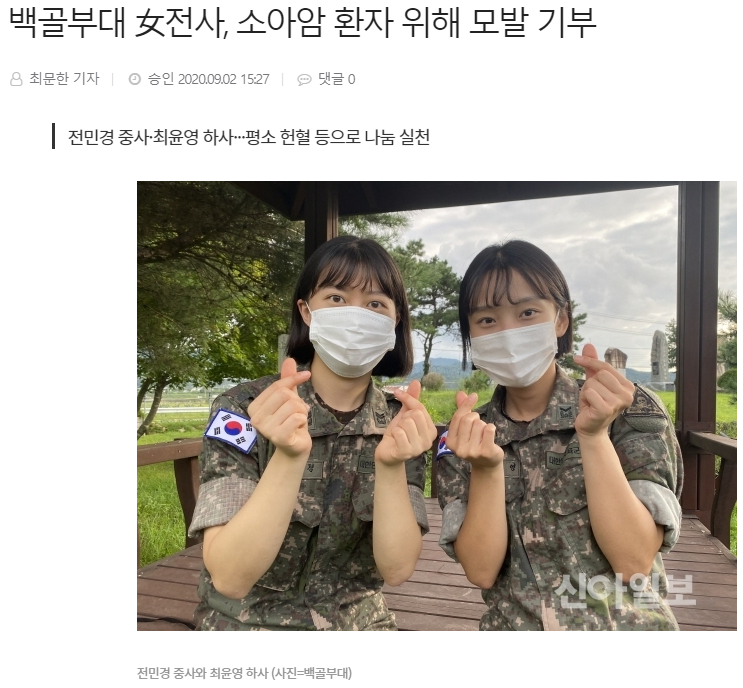 백골부대 女전사, 소아암 환자 위해 모발 기부
최문한 기자
승인 2020.09.02 15:27
댓글 0
전민경 중사·최윤영 하사…평소 헌혈 등으로 나눔 실천
신아일보
전민경 중사와 최윤영 하사 (사진=백골부대)